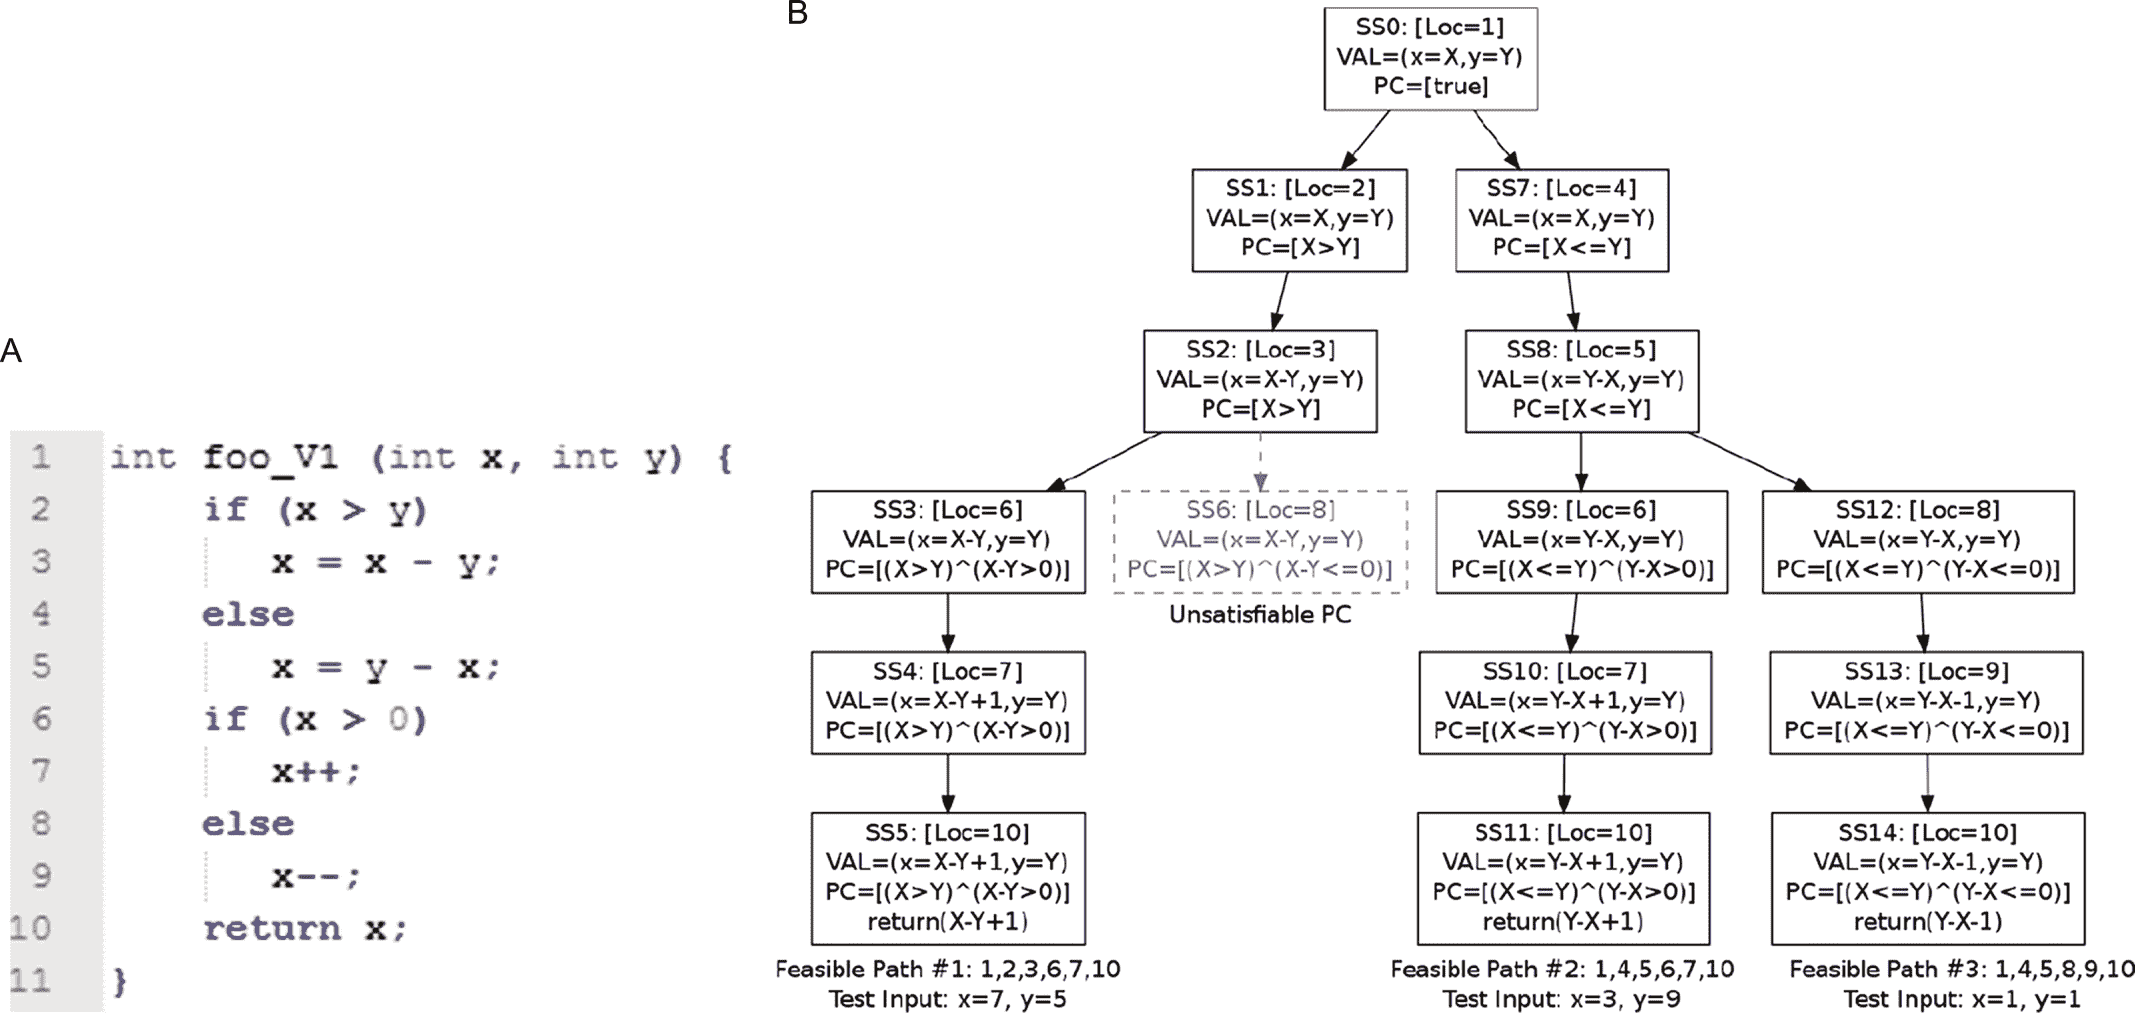 A
1 int foo_V1 (int x, int y) {
2 if (x > y)
3 x = x - y;
4 else
5 x = y - x;
6 if (x > 0)
7 x++;
8 else
9 x--;
10 return x;
11 }
B
SS0: [Loc=1]
VAL=(x=X,y=Y)
PC=[true]
SS1: [Loc=2]
VAL=(x=X,y=Y)
PC=[X>Y]
SS7: [Loc=4]
VAL=(x=X,y=Y)
PC=[X<=Y]
SS2: [Loc=3]
VAL=(x=X-Y,y=Y)
PC=[X>Y]
SS8: [Loc=5]
VAL=(x=Y-X,y=Y)
PC=[X<=Y]
SS3: [Loc=6]
VAL=(x=X-Y,y=Y)
PC=[(X>Y)^(X-Y>0)]
SS6: [Loc=8]
VAL=(x=X-Y,y=Y)
PC=[(X>Y)^(X-Y<=0)]
Unsatisfiable PC
SS9: [Loc=6]
VAL=(x=Y-X,y=Y)
PC=[(X<=Y)^(Y-X>0)]
SS12: [Loc=8]
VAL=(x=Y-X,y=Y)
PC=[(X<=Y)^(Y-X<=0)]
SS4: [Loc=7]
VAL=(x=X-Y+1,y=Y)
PC=[(X>Y)^(X-Y>0)]
SS10: [Loc=7]
VAL=(x=Y-X+1,y=Y)
PC=[(X<=Y)^(Y-X>0)]
SS13: [Loc=9]
VAL=(x=Y-X-1,y=Y)
PC=[(X<=Y)^(Y-X<=0)]
SS5: [Loc=10]
VAL=(x=X-Y+1,y=Y)
PC=[(X>Y)^(X-Y>0)]
return(X-Y+1)
Feasible Path #1: 1,2,3,6,7,10
Test Input: x=7, y=5
SS11: [Loc=10]
VAL=(x=Y-X+1,y=Y)
PC=[(X<=Y)^(Y-X>0)]
return(Y-X+1)
Feasible Path #2: 1,4,5,6,7,10
Test Input: x=3, y=9
SS14: [Loc=10]
VAL=(x=Y-X-1,y=Y)
PC=[(X<=Y)^(Y-X<=0)]
return(Y-X-1)
Feasible Path #3: 1,4,5,8,9,10
Test Input: x=1, y=1